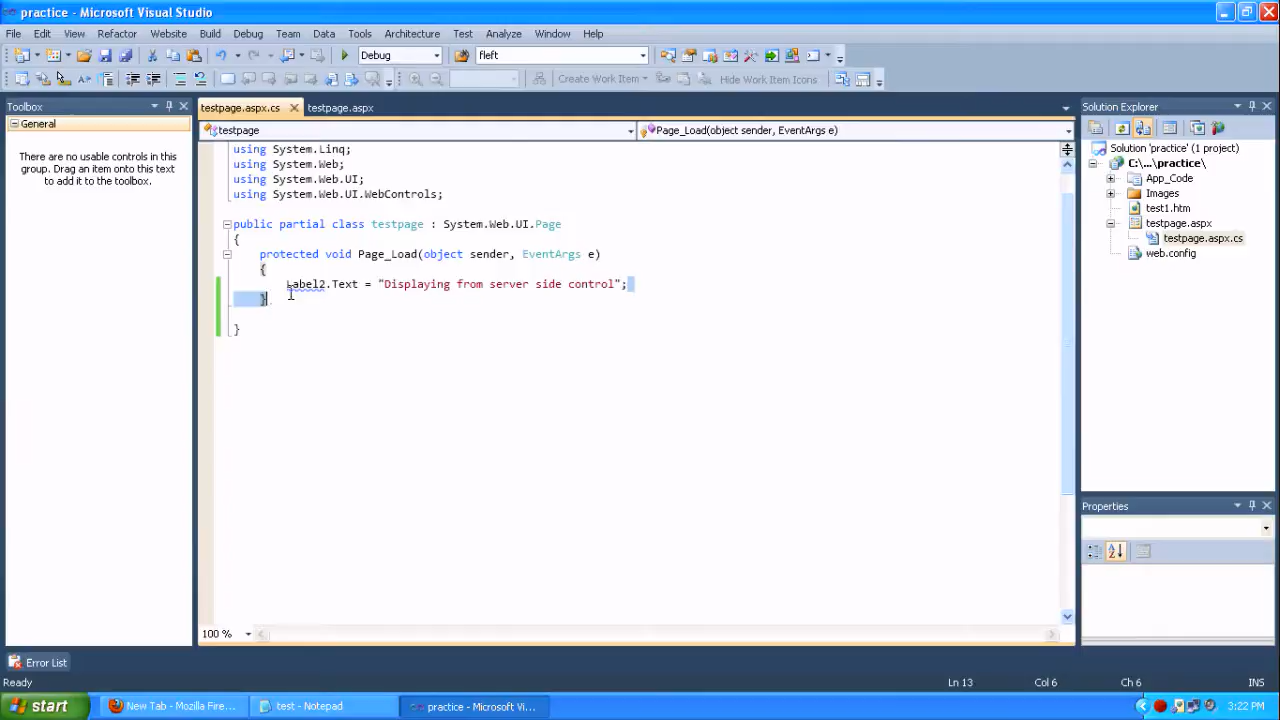 practice - Microsoft Visual Studio
File Edit View Refactor Website Build Debug Team Data Tools Architecture Test Analyze Window Help
Debug fleft
Create Work Item Hide Work Item Icons
Toolbox
General
There are no usable controls in this
group. Drag an item onto this text
to add it to the toolbox.
testpage.aspx.cs testpage.aspx
testpage Page_Load(object sender, EventArgs e)
using System.Linq;
using System.Web;
using System.Web.UI;
using System.Web.UI.WebControls;
public partial class testpage : System.Web.UI.Page
{
protected void Page_Load(object sender, EventArgs e)
{
Label2.Text = "Displaying from server side control";
}
}
100 %
Solution Explorer
Solution 'practice' (1 project)
C:\...\practice\
App_Code
Images
test1.htm
testpage.aspx
testpage.aspx.cs
web.config
Properties
Error List
Ready Ln 13 Col 6 Ch 6 INS
start New Tab - Mozilla Fire... test - Notepad practice - Microsoft Vi... 3:22 PM